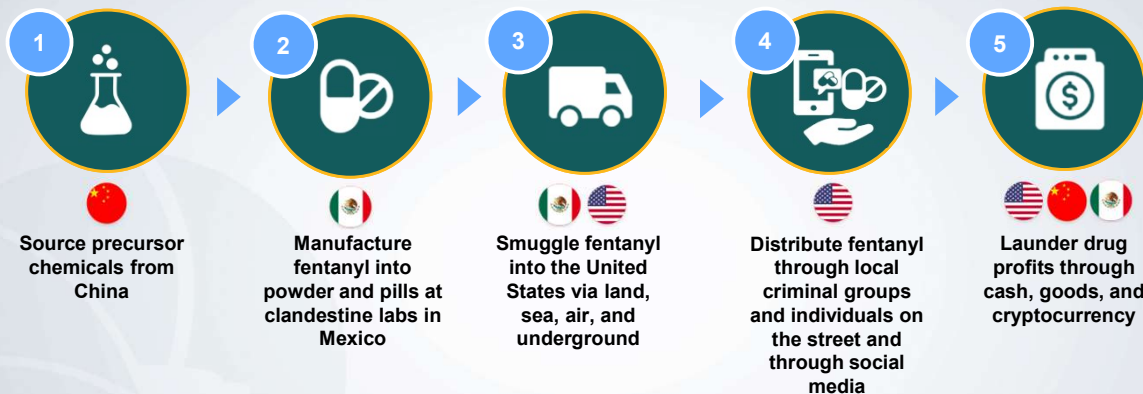 1
Source precursor
chemicals from
China
2
Manufacture
fentanyl into
powder and pills at
clandestine labs in
Mexico
3
Smuggle fentanyl
into the United
States via land,
sea, air, and
underground
4
Distribute fentanyl
through local
criminal groups
and individuals on
the street and
through social
media
5
$
Launder drug
profits through
cash, goods, and
cryptocurrency